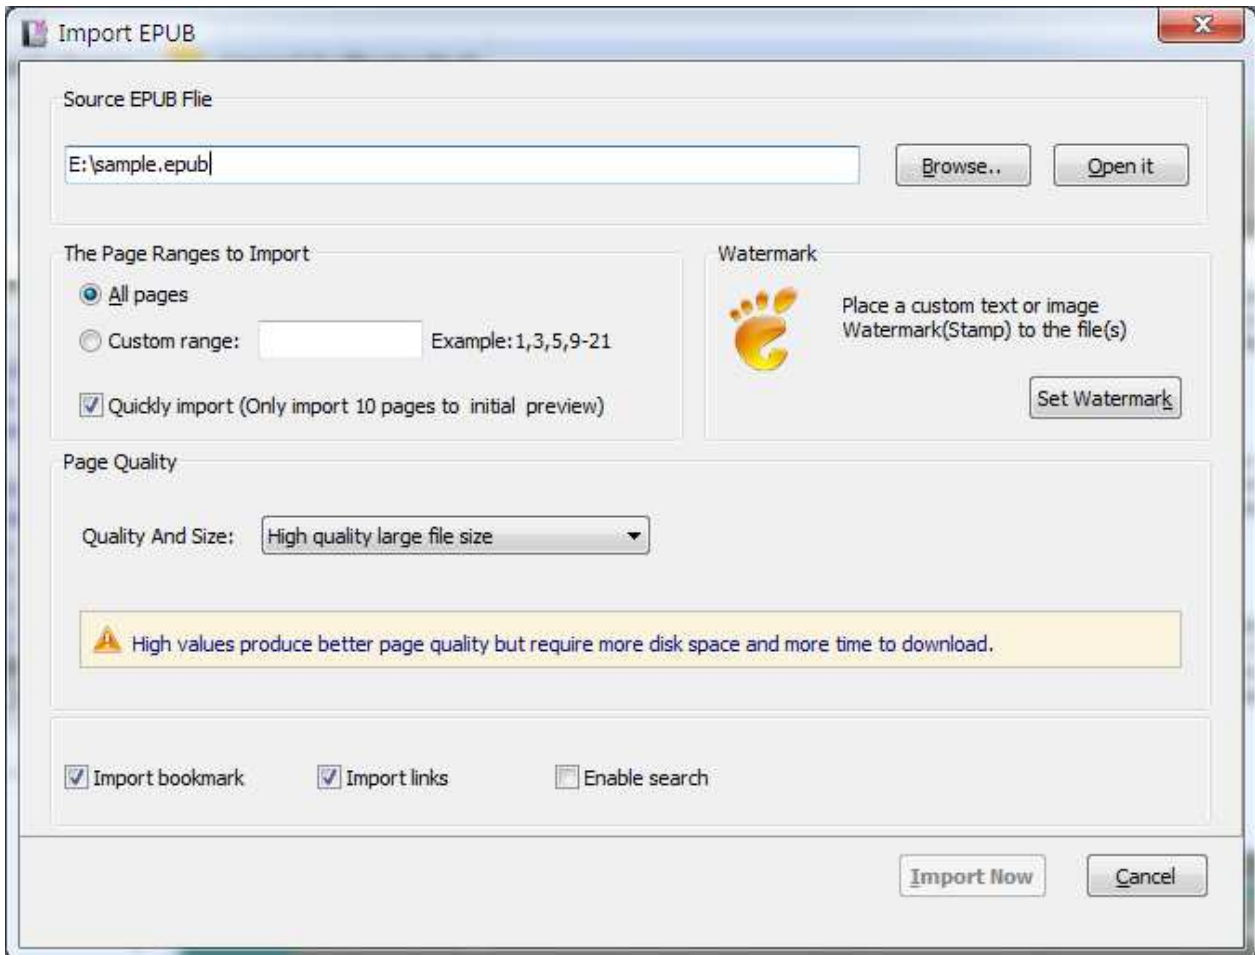 Import EPUB
Source EPUB Flie
E:\sample.epub
Browse..
Open it
The Page Ranges to Import
All pages
Custom range:
Example:1,3,5,9-21
Quickly import (Only import 10 pages to initial preview)
Watermark
Place a custom text or image
Watermark(Stamp) to the file(s)
Set Watermark
Page Quality
Quality And Size:
High quality large file size
High values produce better page quality but require more disk space and more time to download.
Import bookmark
Import links
Enable search
Import Now
Cancel